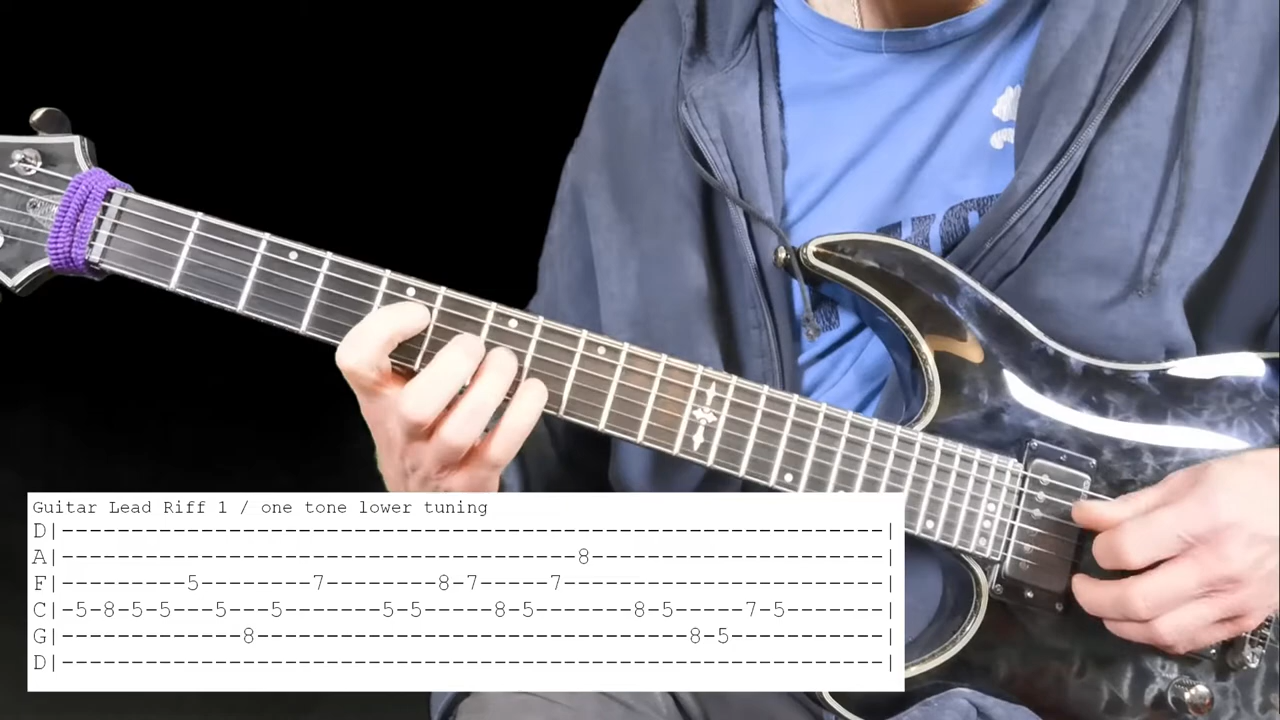 Guitar Lead Riff 1 / one tone lower tuning
D|-----------------------------------------------------------|
A|-------------------------------------8---------------------|
F|---------5--------7--------8-7-----7-----------------------|
C|-5-8-5-5---5---5-------5-5-----8-5-------8-5-----7-5-------|
G|-------------8-------------------------------8-5-----------|
D|-----------------------------------------------------------|